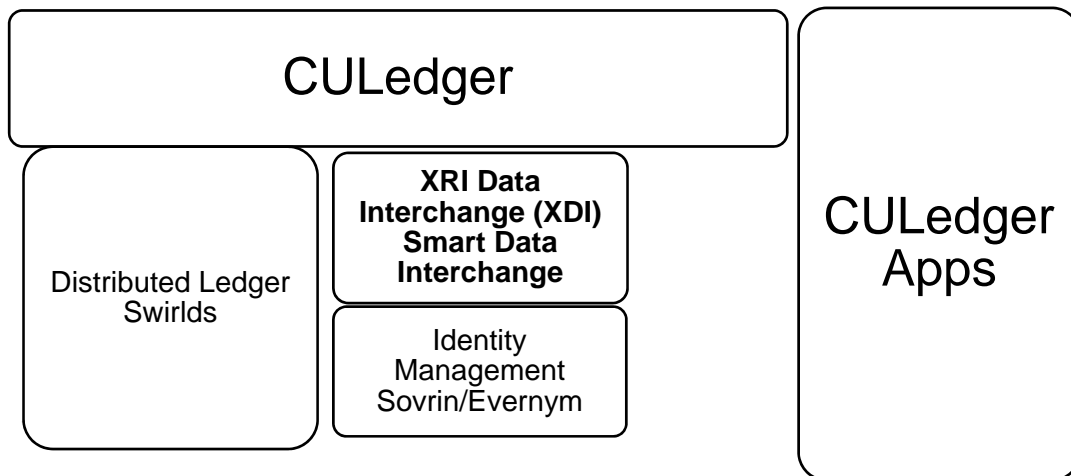 CULedger
Distributed Ledger
Swirlds
XRI Data
Interchange (XDI)
Smart Data
Interchange
Identity
Management
Sovrin/Evernym
CULedger
Apps